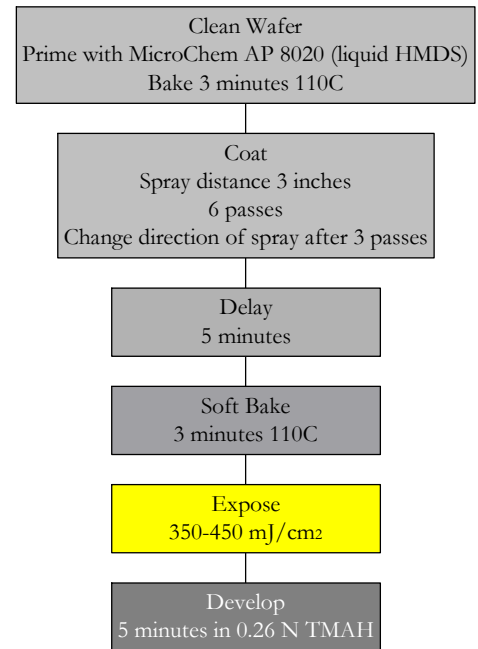 Clean Wafer
Prime with MicroChem AP 8020 (liquid HMDS)
Bake 3 minutes 110C
Coat
Spray distance 3 inches
6 passes
Change direction of spray after 3 passes
Delay
5 minutes
Soft Bake
3 minutes 110C
Expose
350-450 mJ/cm2
Develop
5 minutes in 0.26 N TMAH